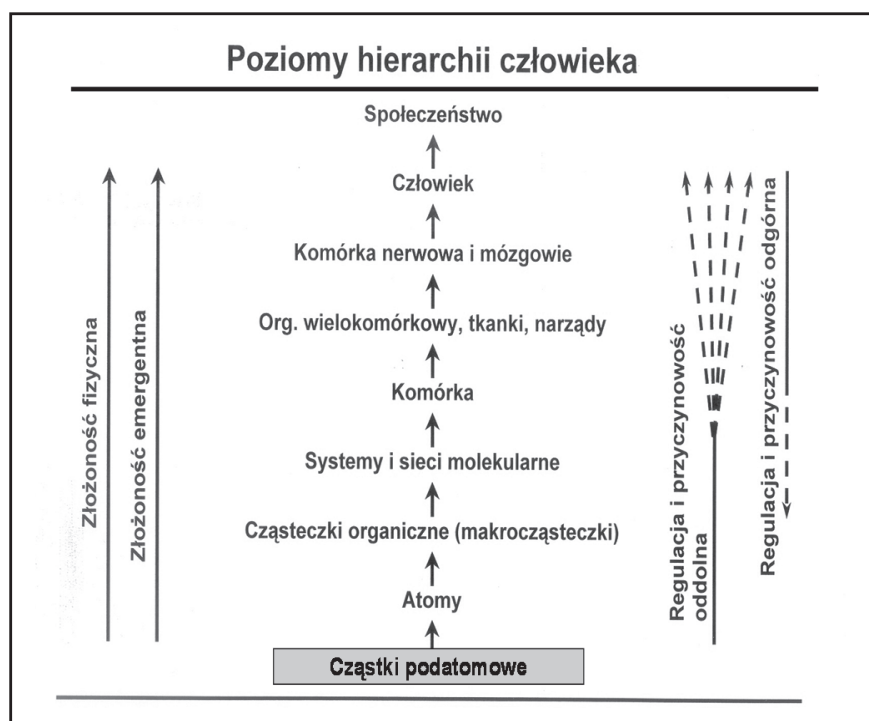 Poziomy hierarchii człowieka
Społeczeństwo
Człowiek
Komórka nerwowa i mózgowie
Org. wielokomórkowy, tkanki, narządy
Komórka
Systemy i sieci molekularne
Cząsteczki organiczne (makrocząsteczki)
Atomy
Cząstki podatomowe
Złożoność fizyczna
Złożoność emergentna
Regulacja i przyczynowość
oddolna
Regulacja i przyczynowość odgórna